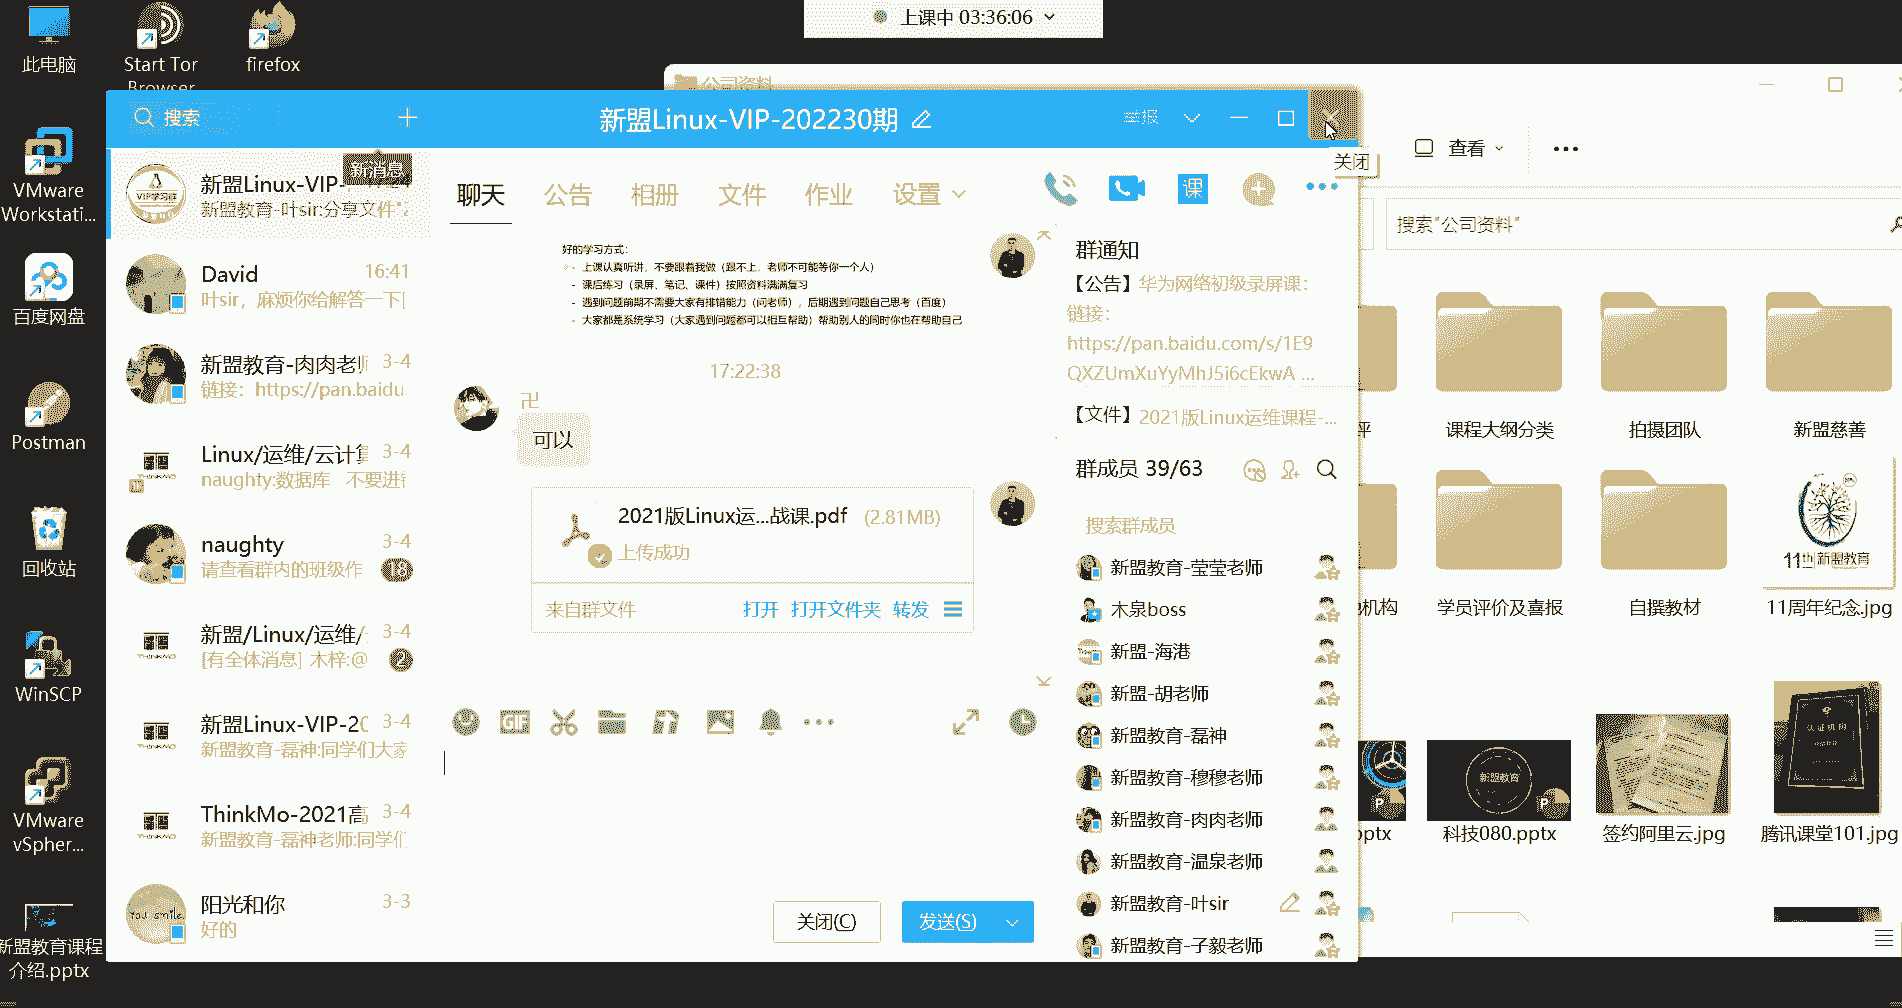 上课中 03:36:06
此电脑
Start Tor
Browser
firefox
VMware
Workstati...
百度网盘
Postman
回收站
WinSCP
VMware
vSpher...
新盟教育课程
介绍.pptx
搜索
新盟Linux-VIP-202230期
举报
关闭
新消息
新盟Linux-VIP-
新盟教育-叶sir:分享文件"2
David
16:41
叶sir，麻烦你给解答一下[
新盟教育-肉肉老师
3-4
链接：https://pan.baidu.
Linux/运维/云计算
3-4
naughty:数据库 不要进错
naughty
3-4
请查看群内的班级作
18
新盟/Linux/运维/
3-4
[有全体消息] 木梓:@
2
新盟Linux-VIP-20
3-4
新盟教育-磊神:同学们大家
ThinkMo-2021高
3-4
新盟教育-磊神老师:同学们
阳光和你
3-3
好的
聊天
公告
相册
文件
作业
设置
课
好的学习方式：
- 上课认真听讲，不要跟着我做（跟不上，老师不可能等你一个人）
- 课后练习（录屏、笔记、课件）按照资料满满复习
- 遇到问题前期不需要大家有排错能力（问老师），后期遇到问题自己思考（百度）
- 大家都是系统学习（大家遇到问题都可以相互帮助）帮助别人的同时你也在帮助自己
17:22:38
卍
可以
2021版Linux运...战课.pdf (2.81MB)
上传成功
来自群文件
打开 打开文件夹 转发
GIF
关闭(C)
发送(S)
群通知
【公告】华为网络初级录屏课：
链接：
https://pan.baidu.com/s/1E9
QXZUmXuYyMhJ5i6cEkwA ...
【文件】2021版Linux运维课程-...
群成员 39/63
搜索群成员
新盟教育-莹莹老师
木泉boss
新盟-海港
新盟-胡老师
新盟教育-磊神
新盟教育-穆穆老师
新盟教育-肉肉老师
新盟教育-温泉老师
新盟教育-叶sir
新盟教育-子毅老师
公司资料
查看
搜索"公司资料"
评
课程大纲分类
拍摄团队
新盟慈善
机构
学员评价及喜报
自撰教材
11th 新盟教育
11周年纪念.jpg
pptx
新盟教育
科技080.pptx
签约阿里云.jpg
认证机构
腾讯课堂101.jpg